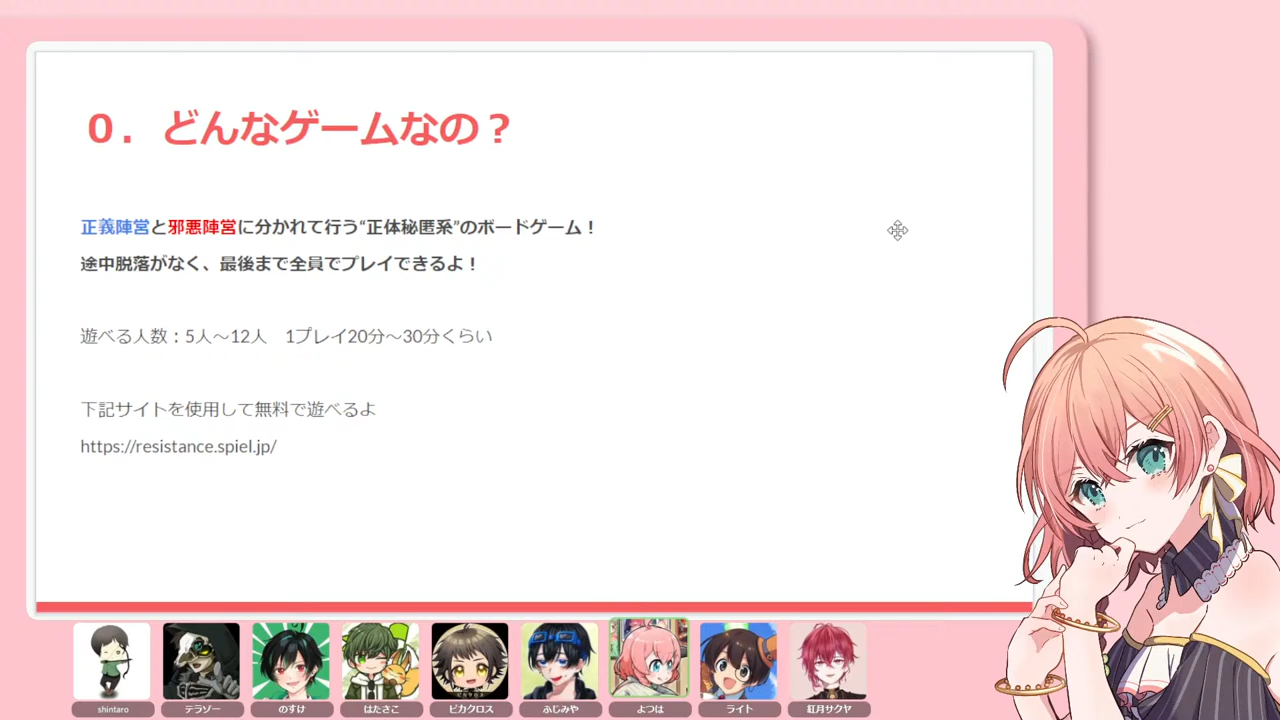 ０．どんなゲームなの？
正義陣営と邪悪陣営に分かれて行う“正体秘匿系”のボードゲーム！
途中脱落がなく、最後まで全員でプレイできるよ！
遊べる人数：5人～12人　1プレイ20分～30分くらい
下記サイトを使用して無料で遊べるよ
https://resistance.spiel.jp/
shintaro
テラゾー
のすけ
はたさこ
ピカクロス
ふじみや
よつは
ライト
紅月サクヤ